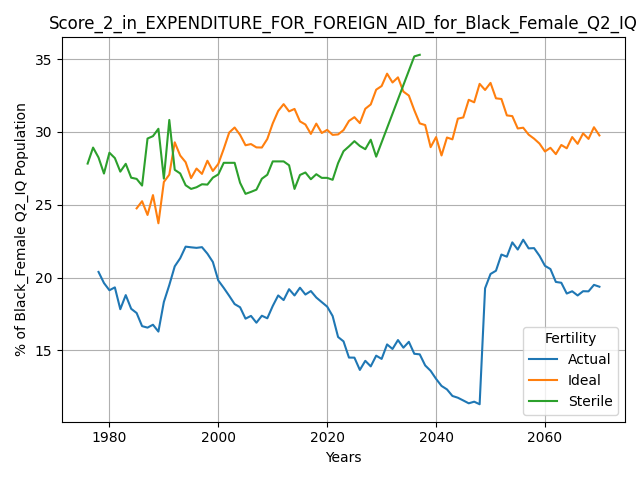 Score_2_in_EXPENDITURE_FOR_FOREIGN_AID_for_Black_Female_Q2_IQ
% of Black_Female Q2_IQ Population
35
30
25
20
15
1980
2000
2020
2040
2060
Years
Fertility
Actual
Ideal
Sterile